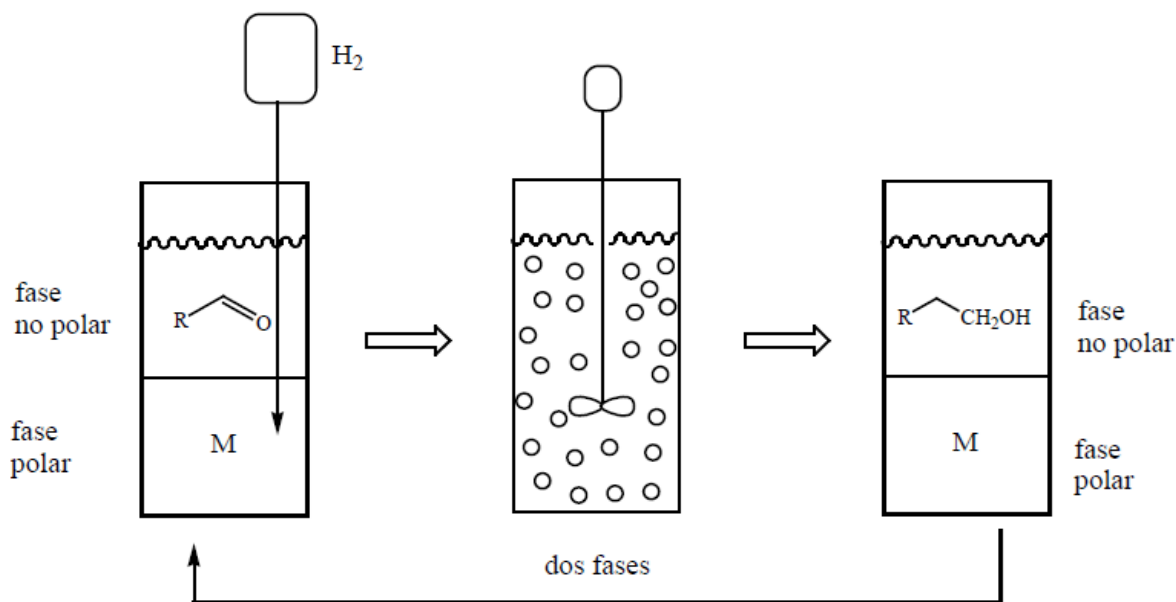 H2
fase
no polar
R
O
fase
polar
M
R
CH2OH
fase
no polar
M
fase
polar
dos fases